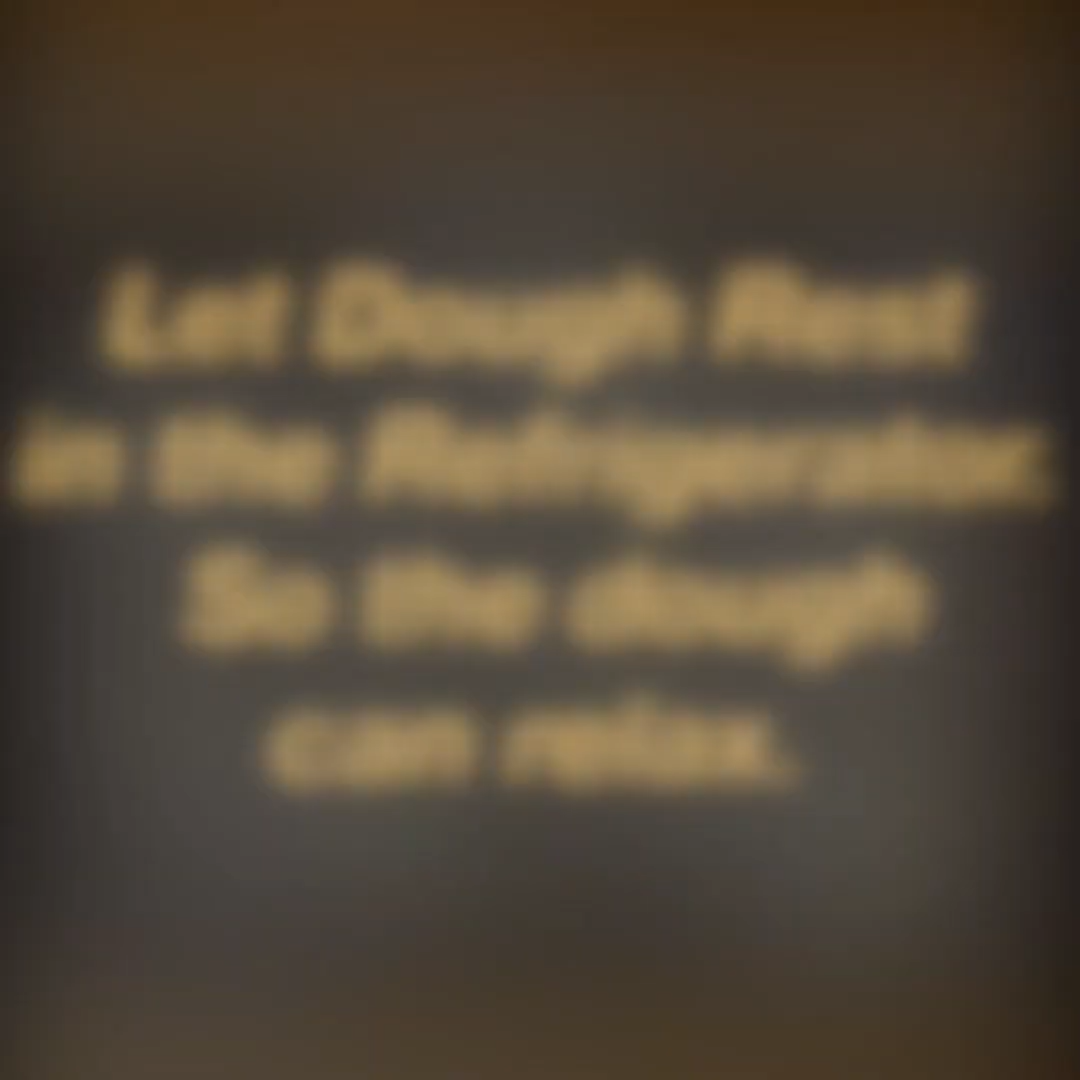 Let Dough Rest
in the Refrigerator.
So the dough
can relax.